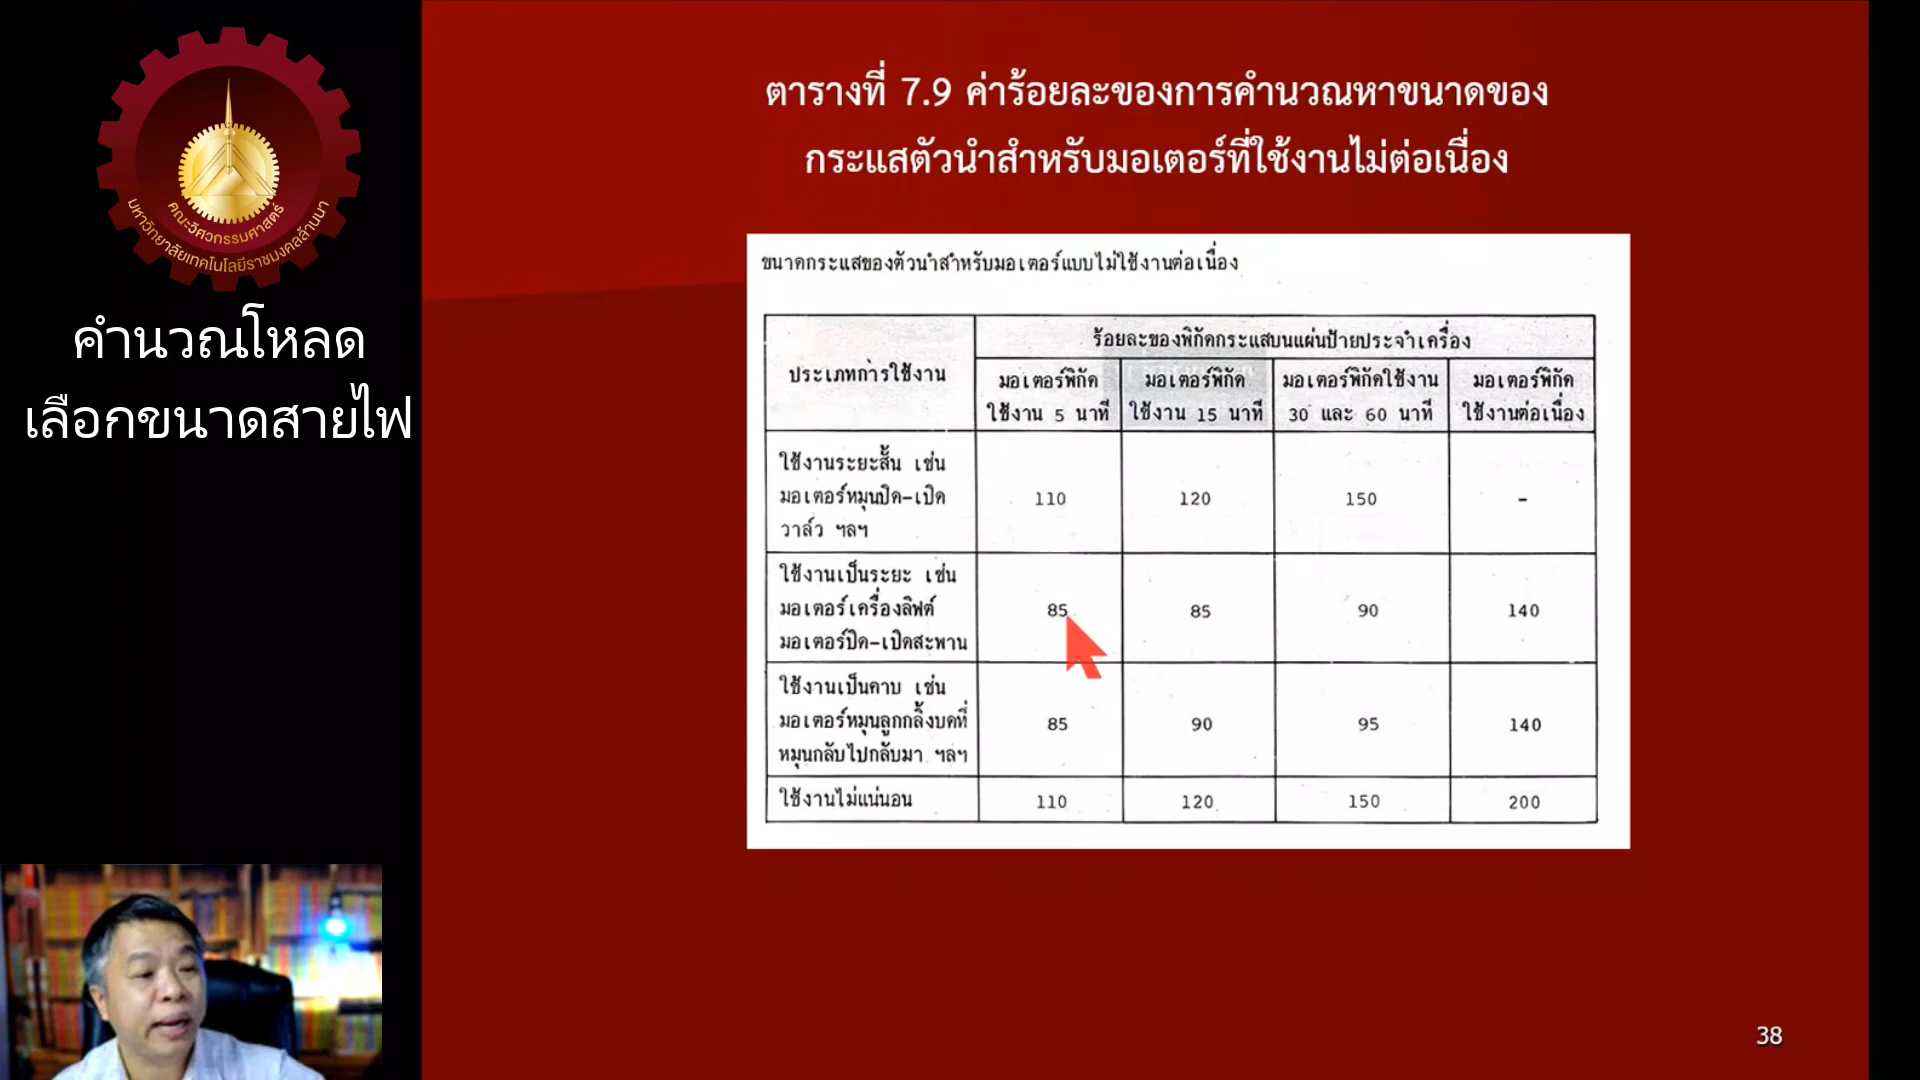 คณะวิศวกรรมศาสตร์
มหาวิทยาลัยเทคโนโลยีราชมงคลล้านนา
คำนวณโหลด
เลือกขนาดสายไฟ
ตารางที่ 7.9 ค่าร้อยละของการคำนวณหาขนาดของ
กระแสตัวนำสำหรับมอเตอร์ที่ใช้งานไม่ต่อเนื่อง
ขนาดกระแสของตัวนำสำหรับมอเตอร์แบบไม่ใช้งานต่อเนื่อง
ประเภทการใช้งาน
ร้อยละของพิกัดกระแสบนแผ่นป้ายประจำเครื่อง
มอเตอร์พิกัด
ใช้งาน 5 นาที
มอเตอร์พิกัด
ใช้งาน 15 นาที
มอเตอร์พิกัดใช้งาน
30 และ 60 นาที
มอเตอร์พิกัด
ใช้งานต่อเนื่อง
ใช้งานระยะสั้น เช่น
มอเตอร์หมุนปิด-เปิด
วาล์ว ฯลฯ
110 120 150 -
ใช้งานเป็นระยะ เช่น
มอเตอร์เครื่องลิฟต์
มอเตอร์ปิด-เปิดสะพาน
85 85 90 140
ใช้งานเป็นคาบ เช่น
มอเตอร์หมุนลูกกลิ้งบดที่
หมุนกลับไปกลับมา ฯลฯ
85 90 95 140
ใช้งานไม่แน่นอน 110 120 150 200
38